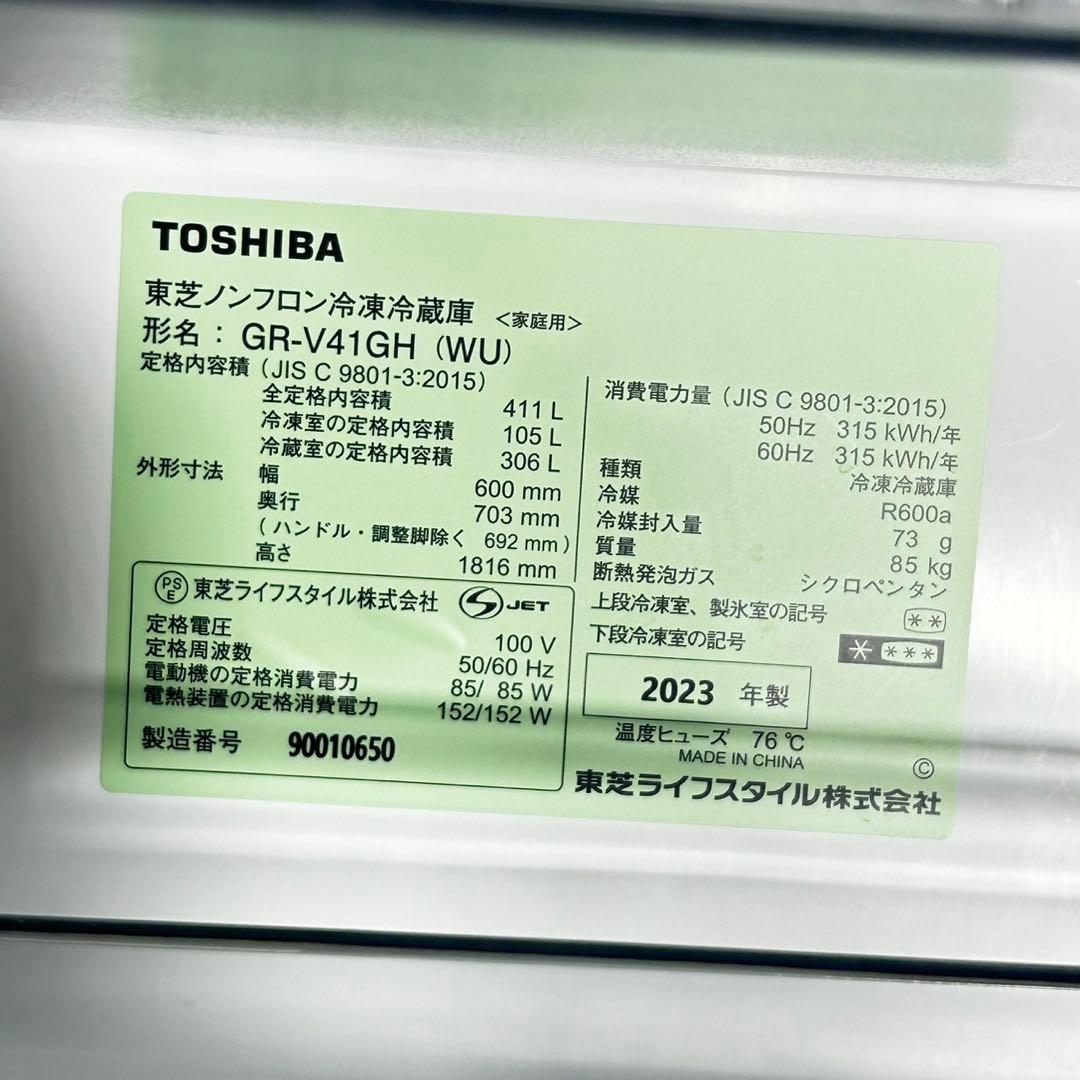 TOSHIBA
東芝ノンフロン冷凍冷蔵庫 <家庭用>
形名： GR-V41GH (WU)
定格内容積 (JIS C 9801-3:2015)
全定格内容積 411 L
冷凍室の定格内容積 105 L
冷蔵室の定格内容積 306 L
外形寸法 幅 600 mm
奥行 703 mm
(ハンドル・調整脚除く 692 mm)
高さ 1816 mm
消費電力量 (JIS C 9801-3:2015)
50Hz 315 kWh/年
60Hz 315 kWh/年
種類 冷凍冷蔵庫
冷媒 R600a
冷媒封入量 73 g
質量 85 kg
断熱発泡ガス シクロペンタン
上段冷凍室、製氷室の記号 **
下段冷凍室の記号 * ***
PSE 東芝ライフスタイル株式会社 JET
定格電圧 100 V
定格周波数 50/60 Hz
電動機の定格消費電力 85/ 85 W
電熱装置の定格消費電力 152/152 W
製造番号 90010650
2023 年製
温度ヒューズ 76 ℃
MADE IN CHINA
Ⓒ
東芝ライフスタイル株式会社